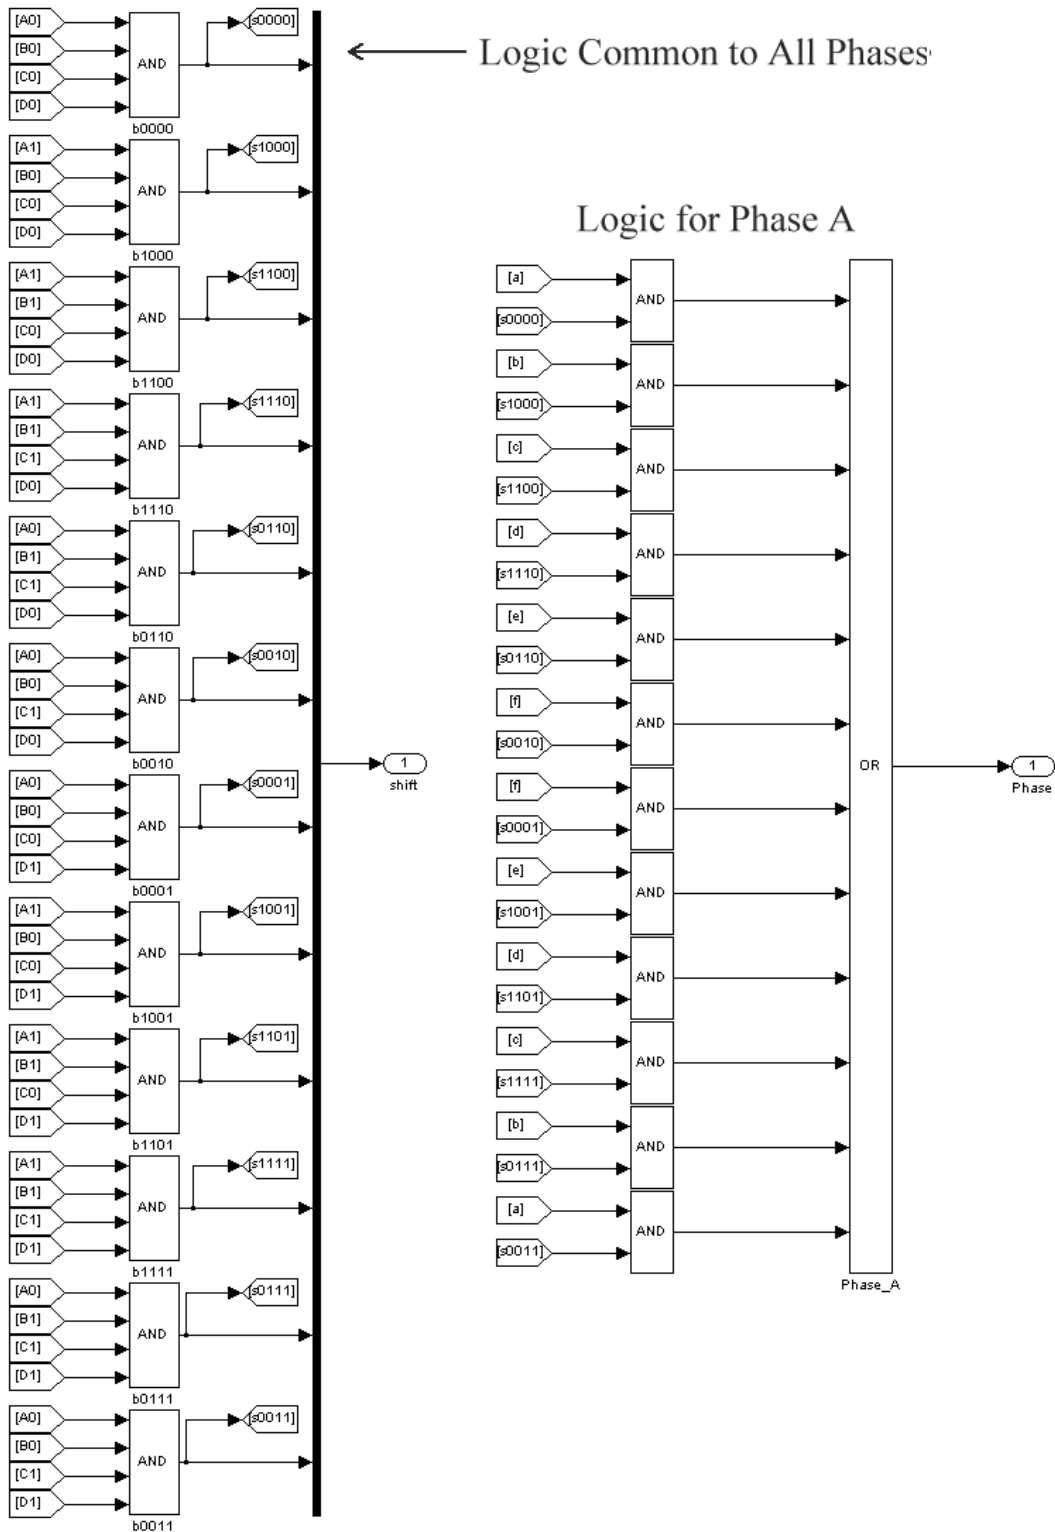 Logic Common to All Phases
[A0]
[B0]
[C0]
[D0]
AND
[s0000]
b0000
[A1]
[B0]
[C0]
[D0]
AND
[s1000]
b1000
[A1]
[B1]
[C0]
[D0]
AND
[s1100]
b1100
[A1]
[B1]
[C1]
[D0]
AND
[s1110]
b1110
[A0]
[B1]
[C1]
[D0]
AND
[s0110]
b0110
[A0]
[B0]
[C1]
[D0]
AND
[s0010]
b0010
[A0]
[B0]
[C0]
[D1]
AND
[s0001]
b0001
[A1]
[B0]
[C0]
[D1]
AND
[s1001]
b1001
[A1]
[B1]
[C0]
[D1]
AND
[s1101]
b1101
[A1]
[B1]
[C1]
[D1]
AND
[s1111]
b1111
[A0]
[B1]
[C1]
[D1]
AND
[s0111]
b0111
[A0]
[B0]
[C1]
[D1]
AND
[s0011]
b0011
1
shift
Logic for Phase A
[a]
[s0000]
AND
[b]
[s1000]
AND
[c]
[s1100]
AND
[d]
[s1110]
AND
[e]
[s0110]
AND
[f]
[s0010]
AND
[f]
[s0001]
AND
[e]
[s1001]
AND
[d]
[s1101]
AND
[c]
[s1111]
AND
[b]
[s0111]
AND
[a]
[s0011]
AND
OR
Phase_A
1
Phase